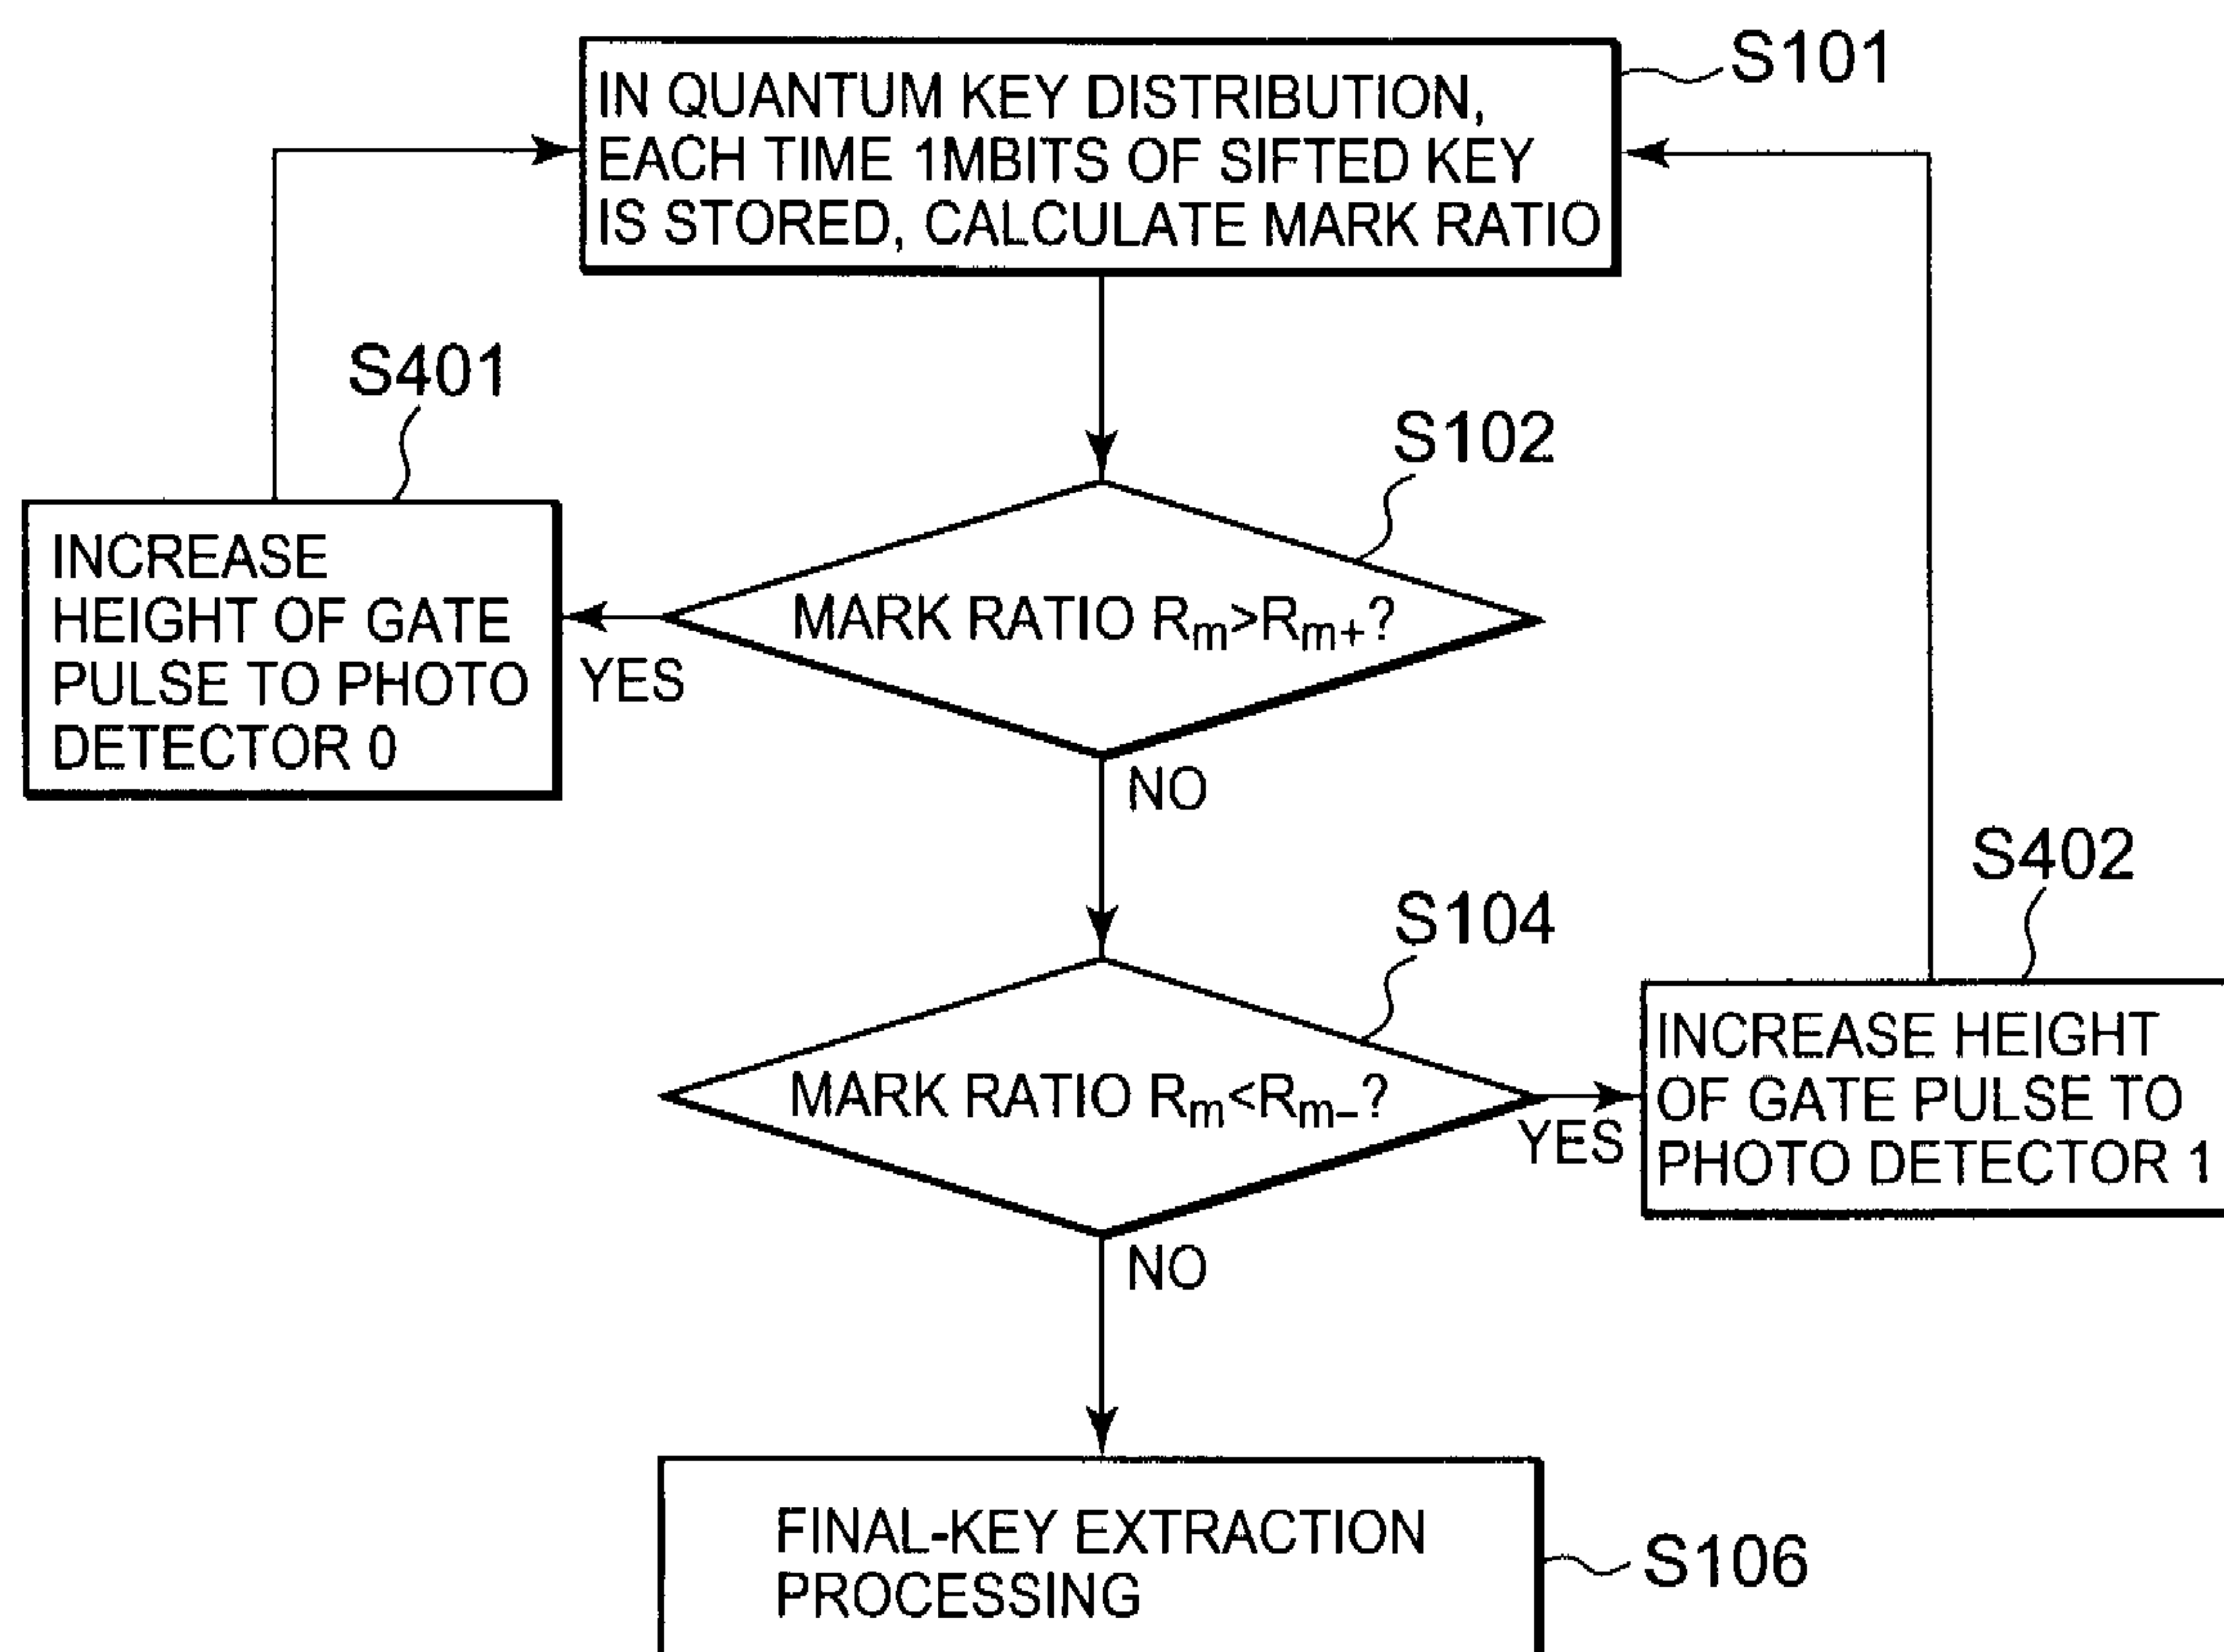 S101
IN QUANTUM KEY DISTRIBUTION,
EACH TIME 1MBITS OF SIFTED KEY
IS STORED, CALCULATE MARK RATIO
S401
INCREASE
HEIGHT OF GATE
PULSE TO PHOTO
DETECTOR 0
S102
MARK RATIO Rm>Rm+?
YES
NO
S104
MARK RATIO Rm<Rm−?
YES
NO
S402
INCREASE HEIGHT
OF GATE PULSE TO
PHOTO DETECTOR 1
FINAL-KEY EXTRACTION
PROCESSING
S106